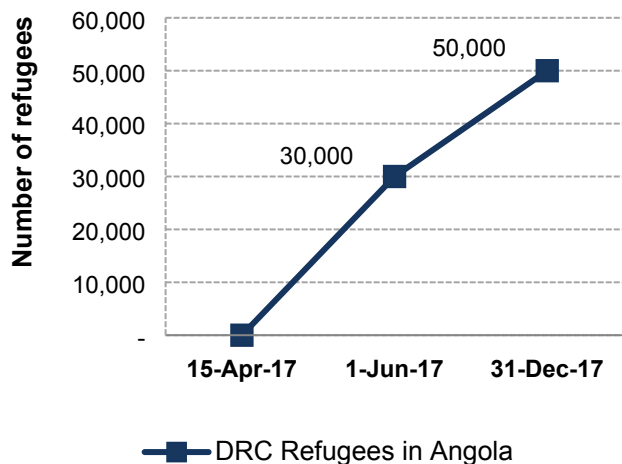 Number of refugees
60,000
50,000
40,000
30,000
20,000
10,000
-
50,000
30,000
15-Apr-17
1-Jun-17
31-Dec-17
DRC Refugees in Angola